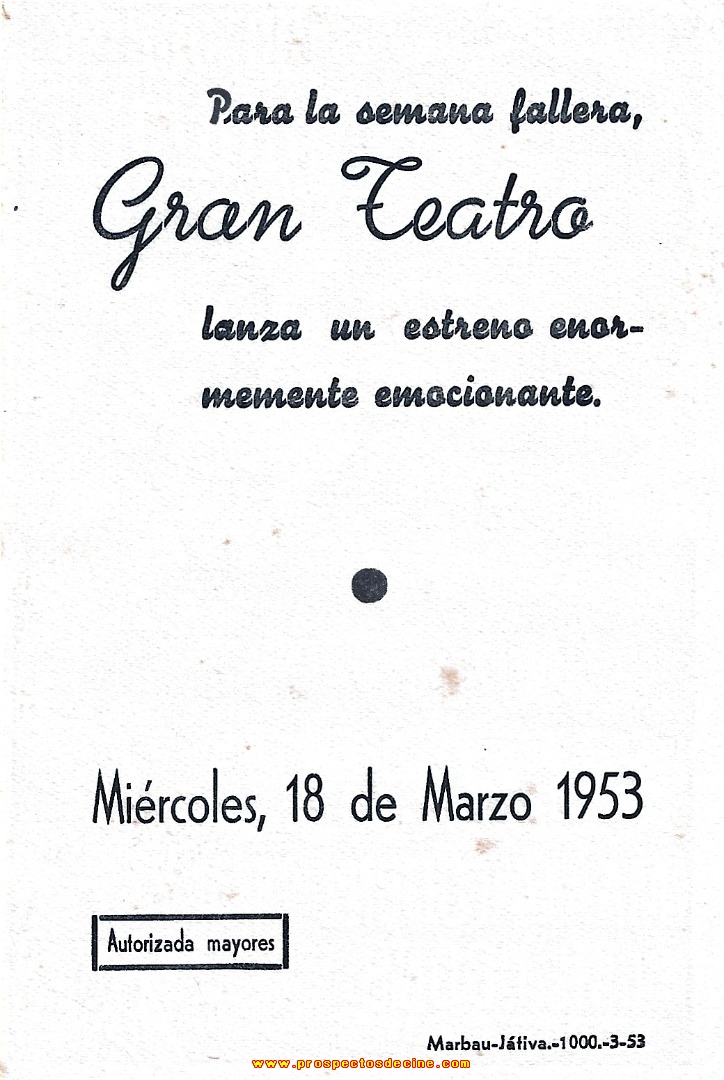 Para la semana fallera,
Gran Teatro
lanza un estreno enor-
memente emocionante.
Miércoles, 18 de Marzo 1953
Autorizada mayores
Marbau-Játiva.-1000.-3-53
www.prospectosdecine.com